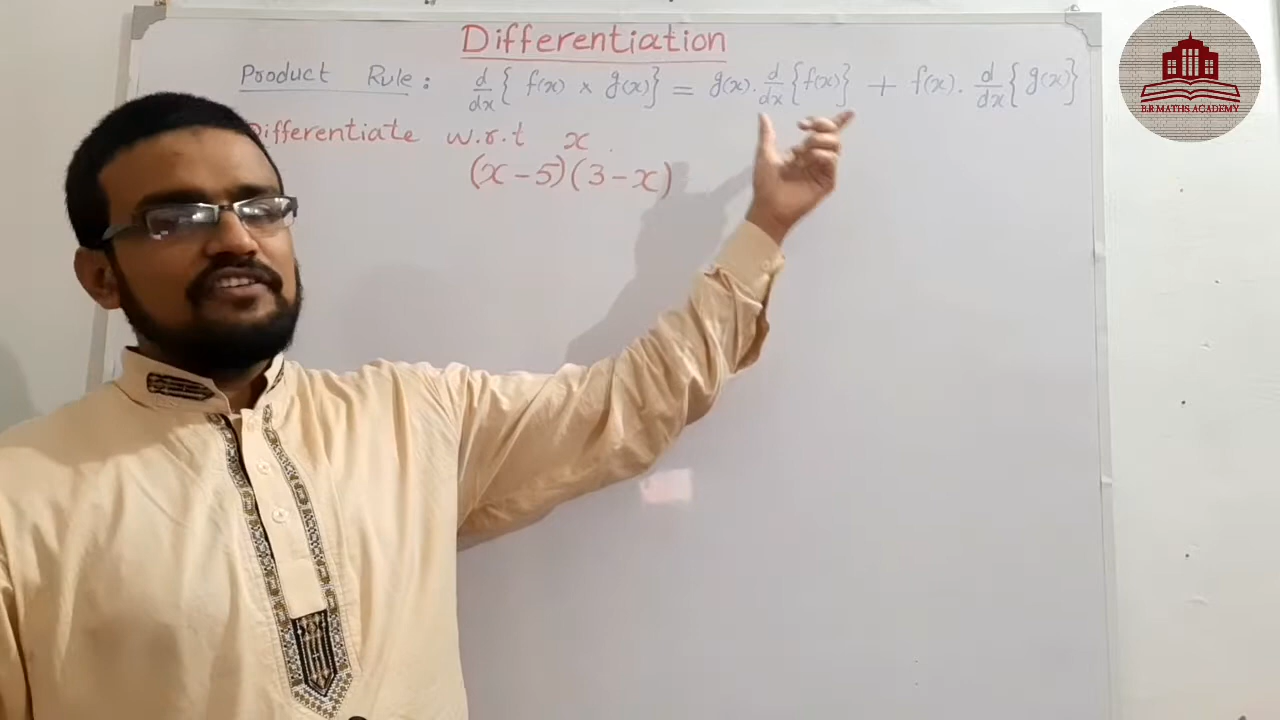 Differentiation
Product Rule: d/dx{ f(x) × g(x)} = g(x). d/dx{f(x)} + f(x). d/dx{ g(x)}
Differentiate w.r.t x.
(x-5)(3-x)
B.R MATHS ACADEMY